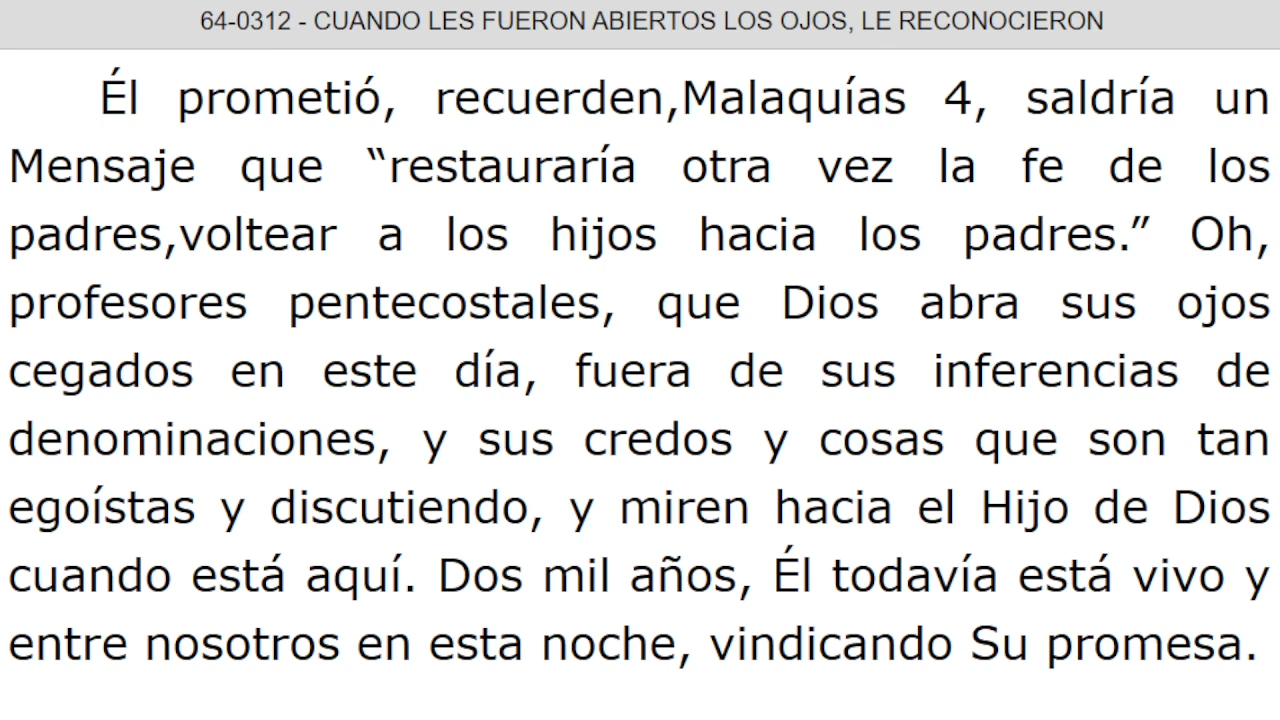 64-0312 - CUANDO LES FUERON ABIERTOS LOS OJOS, LE RECONOCIERON
Él prometió, recuerden,Malaquías 4, saldría un
Mensaje que “restauraría otra vez la fe de los
padres,voltear a los hijos hacia los padres.” Oh,
profesores pentecostales, que Dios abra sus ojos
cegados en este día, fuera de sus inferencias de
denominaciones, y sus credos y cosas que son tan
egoístas y discutiendo, y miren hacia el Hijo de Dios
cuando está aquí. Dos mil años, Él todavía está vivo y
entre nosotros en esta noche, vindicando Su promesa.